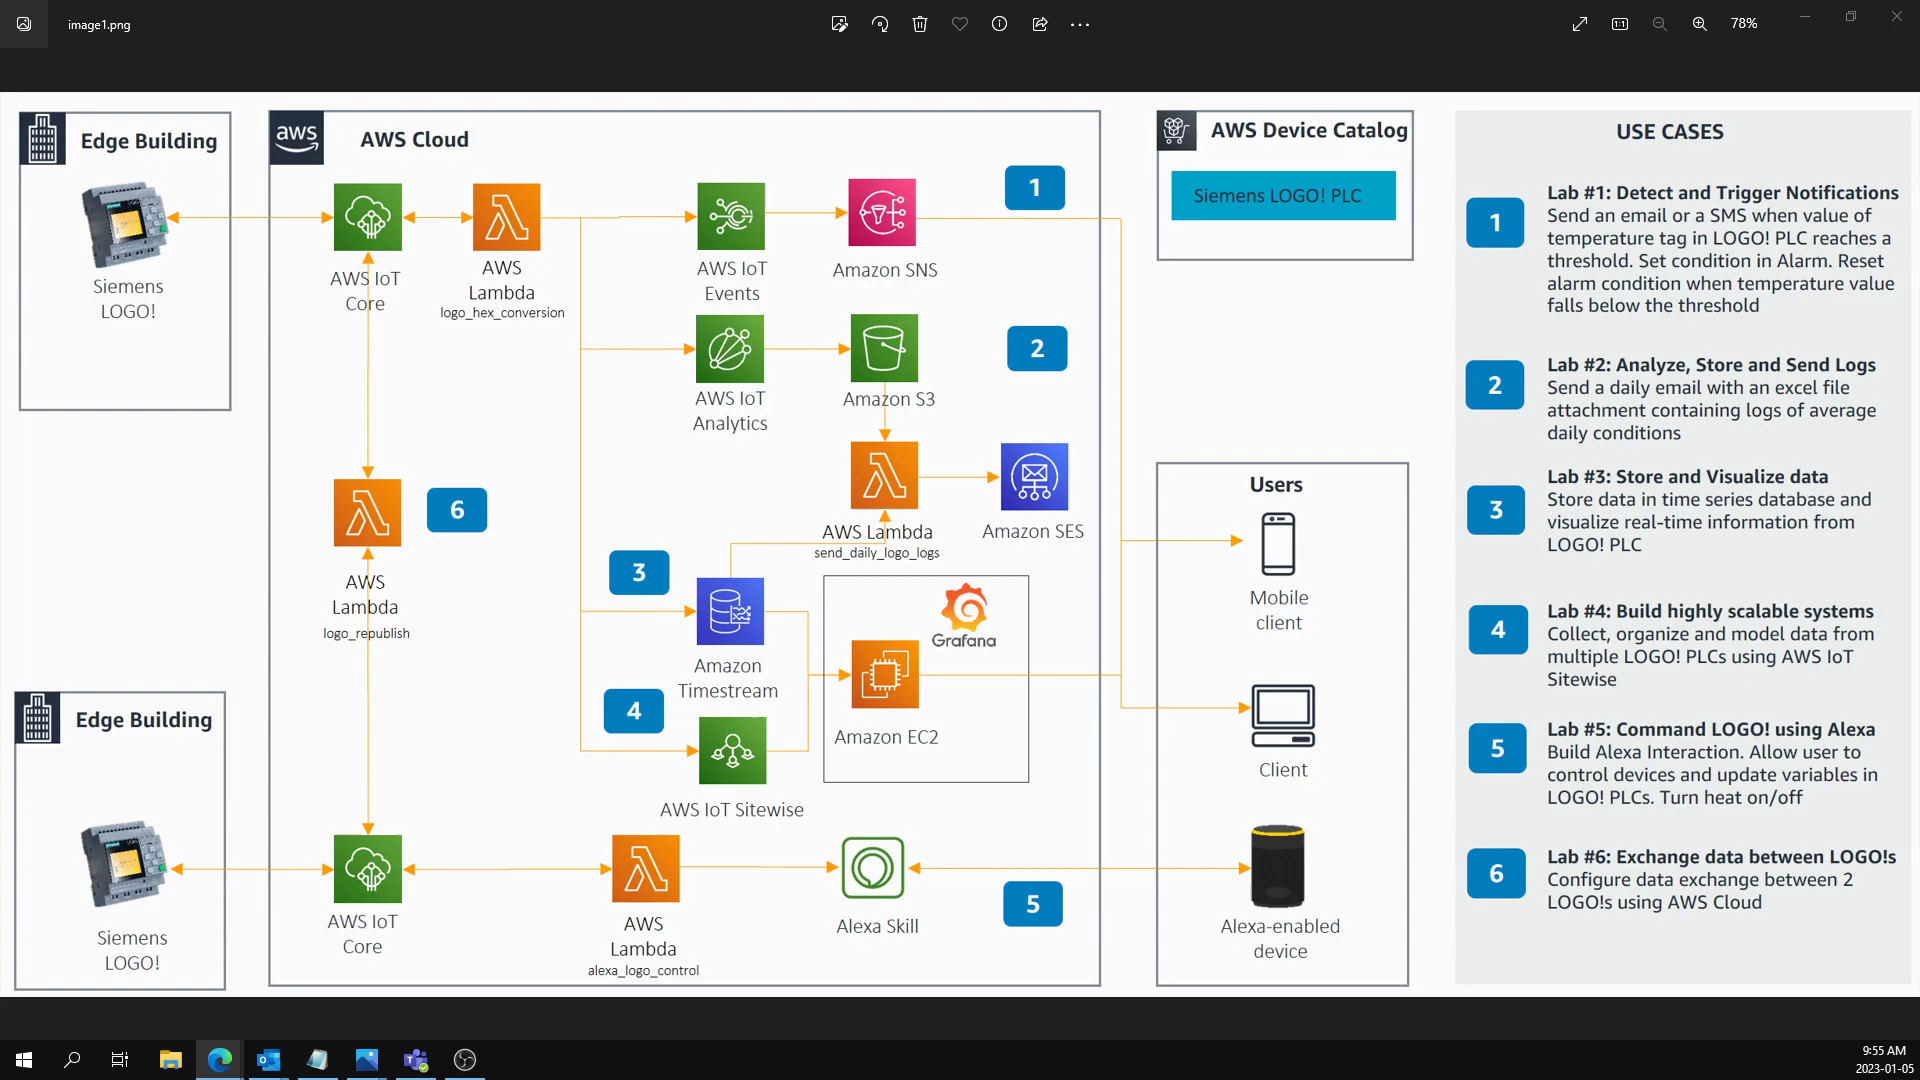 image1.png
78%
Edge Building
Siemens
LOGO!
aws
AWS Cloud
AWS IoT
Core
AWS
Lambda
logo_hex_conversion
AWS IoT
Events
Amazon SNS
1
AWS IoT
Analytics
Amazon S3
2
AWS Lambda
send_daily_logo_logs
Amazon SES
AWS
Lambda
logo_republish
6
3
Amazon
Timestream
4
AWS IoT Sitewise
Grafana
Amazon EC2
Edge Building
Siemens
LOGO!
AWS IoT
Core
AWS
Lambda
alexa_logo_control
Alexa Skill
5
AWS Device Catalog
Siemens LOGO! PLC
Users
Mobile
client
Client
Alexa-enabled
device
USE CASES
1
Lab #1: Detect and Trigger Notifications
Send an email or a SMS when value of
temperature tag in LOGO! PLC reaches a
threshold. Set condition in Alarm. Reset
alarm condition when temperature value
falls below the threshold
2
Lab #2: Analyze, Store and Send Logs
Send a daily email with an excel file
attachment containing logs of average
daily conditions
3
Lab #3: Store and Visualize data
Store data in time series database and
visualize real-time information from
LOGO! PLC
4
Lab #4: Build highly scalable systems
Collect, organize and model data from
multiple LOGO! PLCs using AWS IoT
Sitewise
5
Lab #5: Command LOGO! using Alexa
Build Alexa Interaction. Allow user to
control devices and update variables in
LOGO! PLCs. Turn heat on/off
6
Lab #6: Exchange data between LOGO!s
Configure data exchange between 2
LOGO!s using AWS Cloud
9:55 AM
2023-01-05